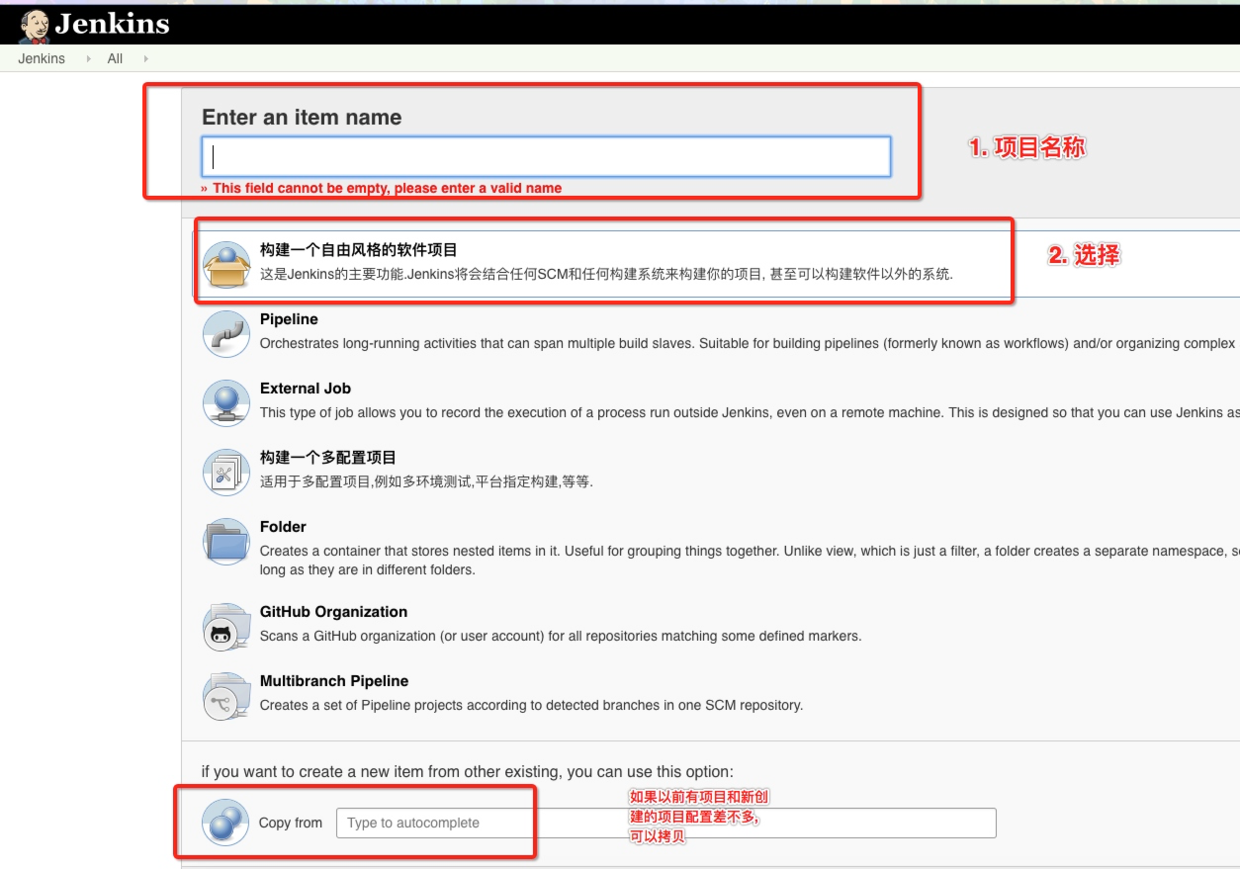 Jenkins
Jenkins All
Enter an item name
» This field cannot be empty, please enter a valid name
1. 项目名称
构建一个自由风格的软件项目
这是Jenkins的主要功能.Jenkins将会结合任何SCM和任何构建系统来构建你的项目, 甚至可以构建软件以外的系统.
2. 选择
Pipeline
Orchestrates long-running activities that can span multiple build slaves. Suitable for building pipelines (formerly known as workflows) and/or organizing complex
External Job
This type of job allows you to record the execution of a process run outside Jenkins, even on a remote machine. This is designed so that you can use Jenkins as
构建一个多配置项目
适用于多配置项目,例如多环境测试,平台指定构建,等等.
Folder
Creates a container that stores nested items in it. Useful for grouping things together. Unlike view, which is just a filter, a folder creates a separate namespace, s
long as they are in different folders.
GitHub Organization
Scans a GitHub organization (or user account) for all repositories matching some defined markers.
Multibranch Pipeline
Creates a set of Pipeline projects according to detected branches in one SCM repository.
if you want to create a new item from other existing, you can use this option:
Copy from
Type to autocomplete
如果以前有项目和新创
建的项目配置差不多,
可以拷贝